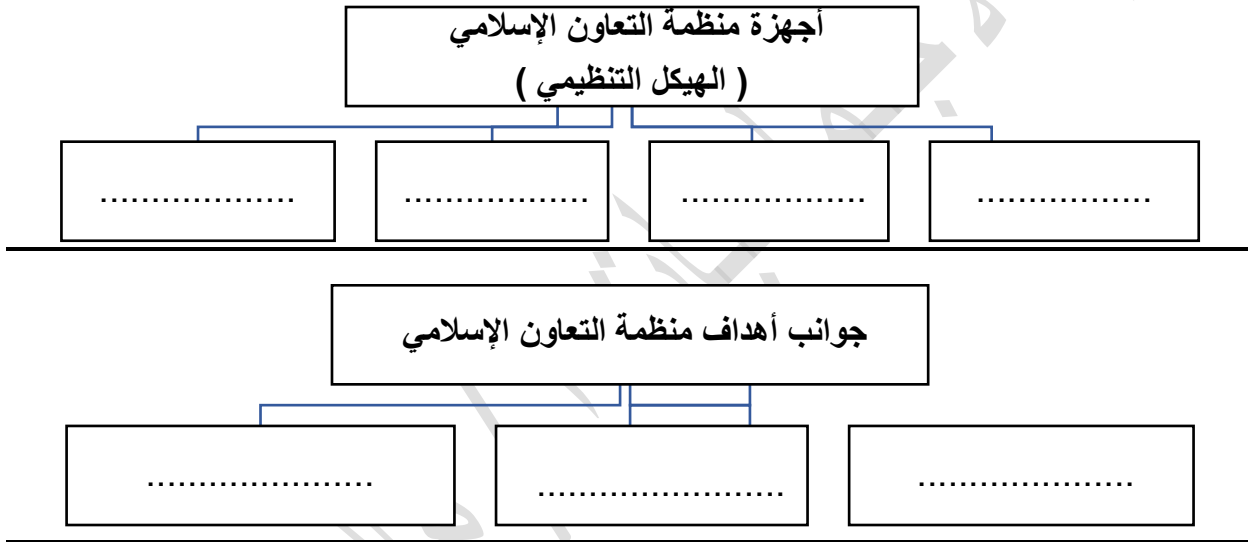 أجهزة منظمة التعاون الإسلامي
( الهيكل التنظيمي )
................. .................. .................. ...................
جوانب أهداف منظمة التعاون الإسلامي
..................... ........................ ......................